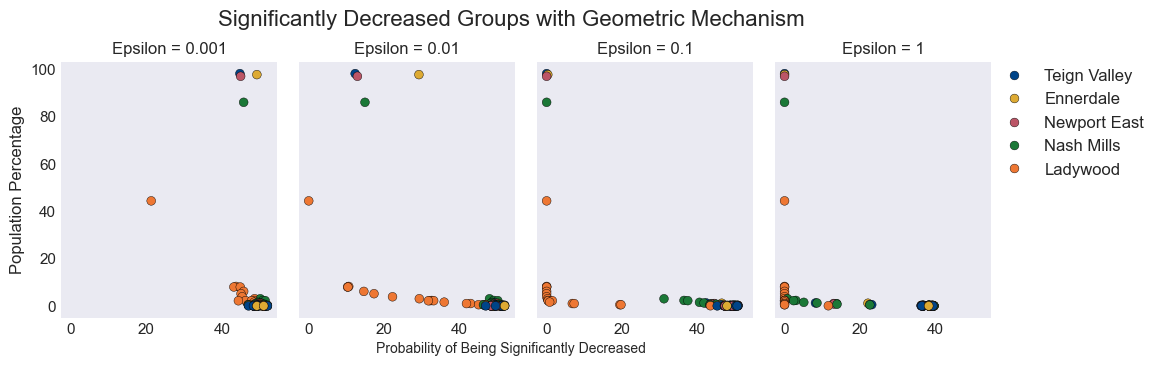 Significantly Decreased Groups with Geometric Mechanism
Epsilon = 0.001
Epsilon = 0.01
Epsilon = 0.1
Epsilon = 1
Population Percentage
100
80
60
40
20
0
0 20 40
0 20 40
0 20 40
0 20 40
Probability of Being Significantly Decreased
Teign Valley
Ennerdale
Newport East
Nash Mills
Ladywood